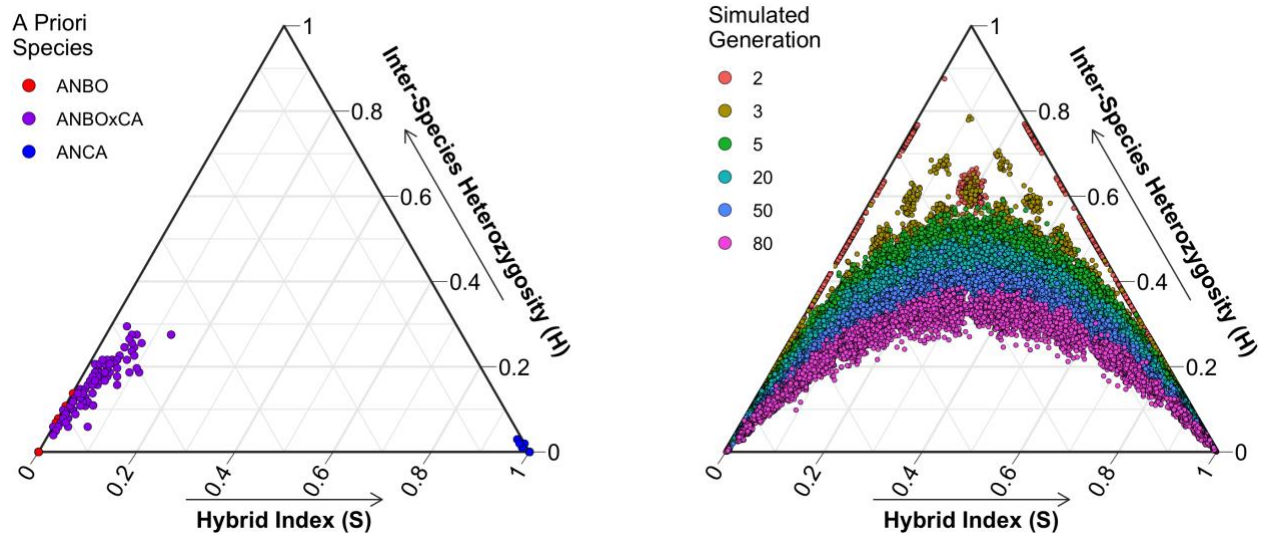 A Priori
Species
ANBO
ANBOxCA
ANCA
1
0.8
0.6
0.4
0.2
0
Inter-Species Heterozygosity (H)
0
0.2
0.4
0.6
0.8
1
Hybrid Index (S)
Simulated
Generation
2
3
5
20
50
80
1
0.8
0.6
0.4
0.2
0
Inter-Species Heterozygosity (H)
0
0.2
0.4
0.6
0.8
1
Hybrid Index (S)